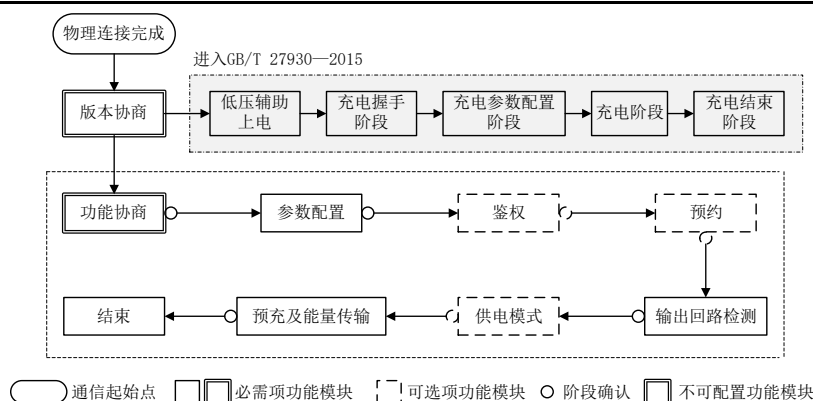 物理连接完成
进入GB/T 27930—2015
版本协商
低压辅助
上电
充电握手
阶段
充电参数配置
阶段
充电阶段
充电结束
阶段
功能协商
参数配置
鉴权
预约
结束
预充及能量传输
供电模式
输出回路检测
通信起始点
必需项功能模块
可选项功能模块
阶段确认
不可配置功能模块